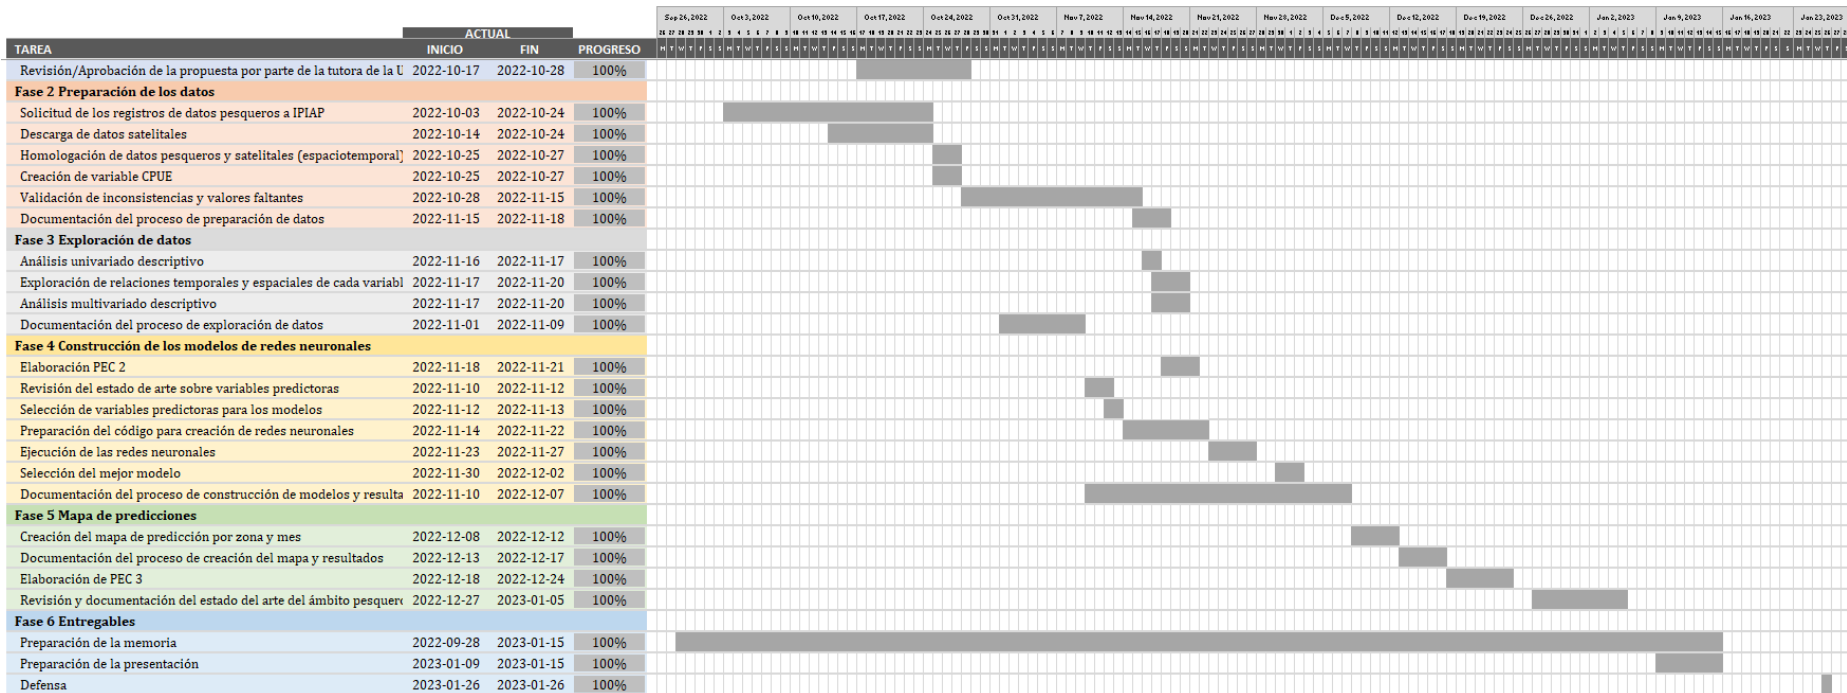 Sep 26, 2022 Oct 3, 2022 Oct 10, 2022 Oct 17, 2022 Oct 24, 2022 Oct 31, 2022 Nov 7, 2022 Nov 14, 2022 Nov 21, 2022 Nov 28, 2022 Dec 5, 2022 Dec 12, 2022 Dec 19, 2022 Dec 26, 2022 Jan 2, 2023 Jan 9, 2023 Jan 16, 2023 Jan 23, 2023
ACTUAL
TAREA INICIO FIN PROGRESO
Revisión/Aprobación de la propuesta por parte de la tutora de la U 2022-10-17 2022-10-28 100%
Fase 2 Preparación de los datos
Solicitud de los registros de datos pesqueros a IPIAP 2022-10-03 2022-10-24 100%
Descarga de datos satelitales 2022-10-14 2022-10-24 100%
Homologación de datos pesqueros y satelitales (espaciotemporal) 2022-10-25 2022-10-27 100%
Creación de variable CPUE 2022-10-25 2022-10-27 100%
Validación de inconsistencias y valores faltantes 2022-10-28 2022-11-15 100%
Documentación del proceso de preparación de datos 2022-11-15 2022-11-18 100%
Fase 3 Exploración de datos
Análisis univariado descriptivo 2022-11-16 2022-11-17 100%
Exploración de relaciones temporales y espaciales de cada variabl 2022-11-17 2022-11-20 100%
Análisis multivariado descriptivo 2022-11-17 2022-11-20 100%
Documentación del proceso de exploración de datos 2022-11-01 2022-11-09 100%
Fase 4 Construcción de los modelos de redes neuronales
Elaboración PEC 2 2022-11-18 2022-11-21 100%
Revisión del estado de arte sobre variables predictoras 2022-11-10 2022-11-12 100%
Selección de variables predictoras para los modelos 2022-11-12 2022-11-13 100%
Preparación del código para creación de redes neuronales 2022-11-14 2022-11-22 100%
Ejecución de las redes neuronales 2022-11-23 2022-11-27 100%
Selección del mejor modelo 2022-11-30 2022-12-02 100%
Documentación del proceso de construcción de modelos y resulta 2022-11-10 2022-12-07 100%
Fase 5 Mapa de predicciones
Creación del mapa de predicción por zona y mes 2022-12-08 2022-12-12 100%
Documentación del proceso de creación del mapa y resultados 2022-12-13 2022-12-17 100%
Elaboración de PEC 3 2022-12-18 2022-12-24 100%
Revisión y documentación del estado del arte del ámbito pesquero 2022-12-27 2023-01-05 100%
Fase 6 Entregables
Preparación de la memoria 2022-09-28 2023-01-15 100%
Preparación de la presentación 2023-01-09 2023-01-15 100%
Defensa 2023-01-26 2023-01-26 100%